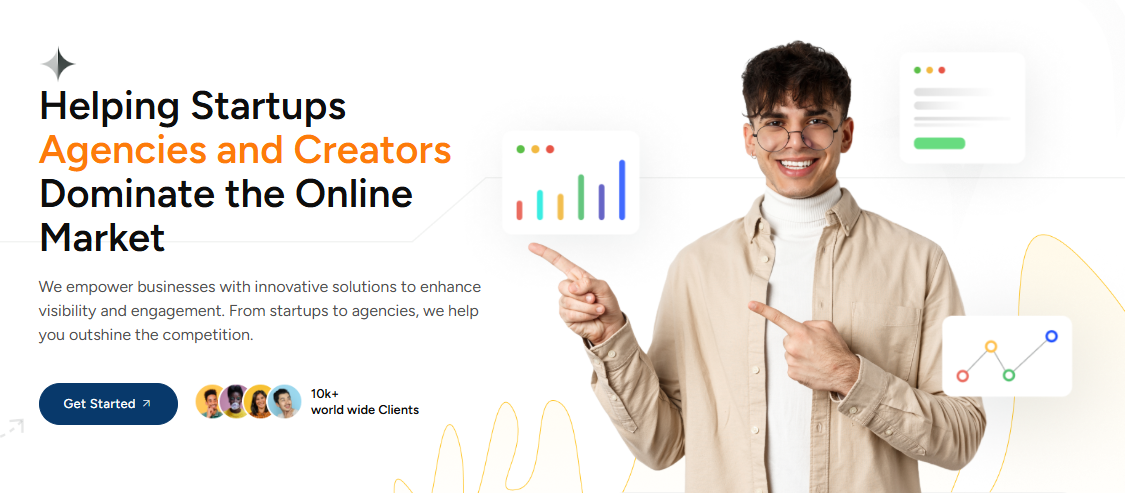 Helping Startups
Agencies and Creators
Dominate the Online
Market
We empower businesses with innovative solutions to enhance
visibility and engagement. From startups to agencies, we help
you outshine the competition.
Get Started
10k+
world wide Clients